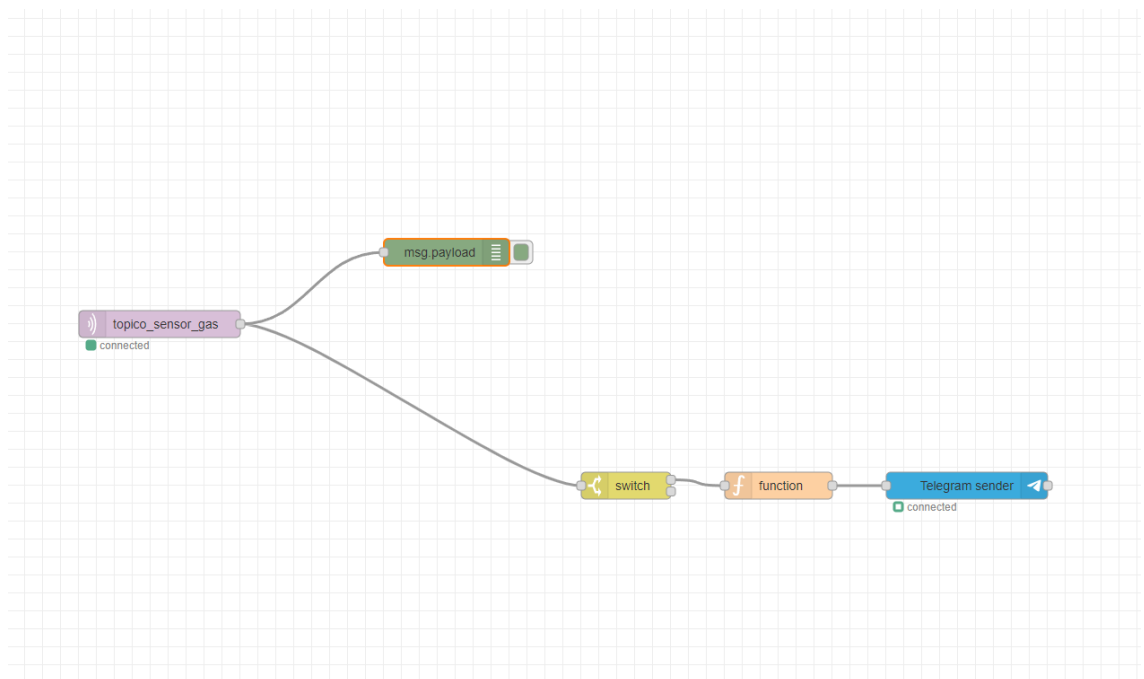 msg.payload
topico_sensor_gas
connected
switch
function
Telegram sender
connected